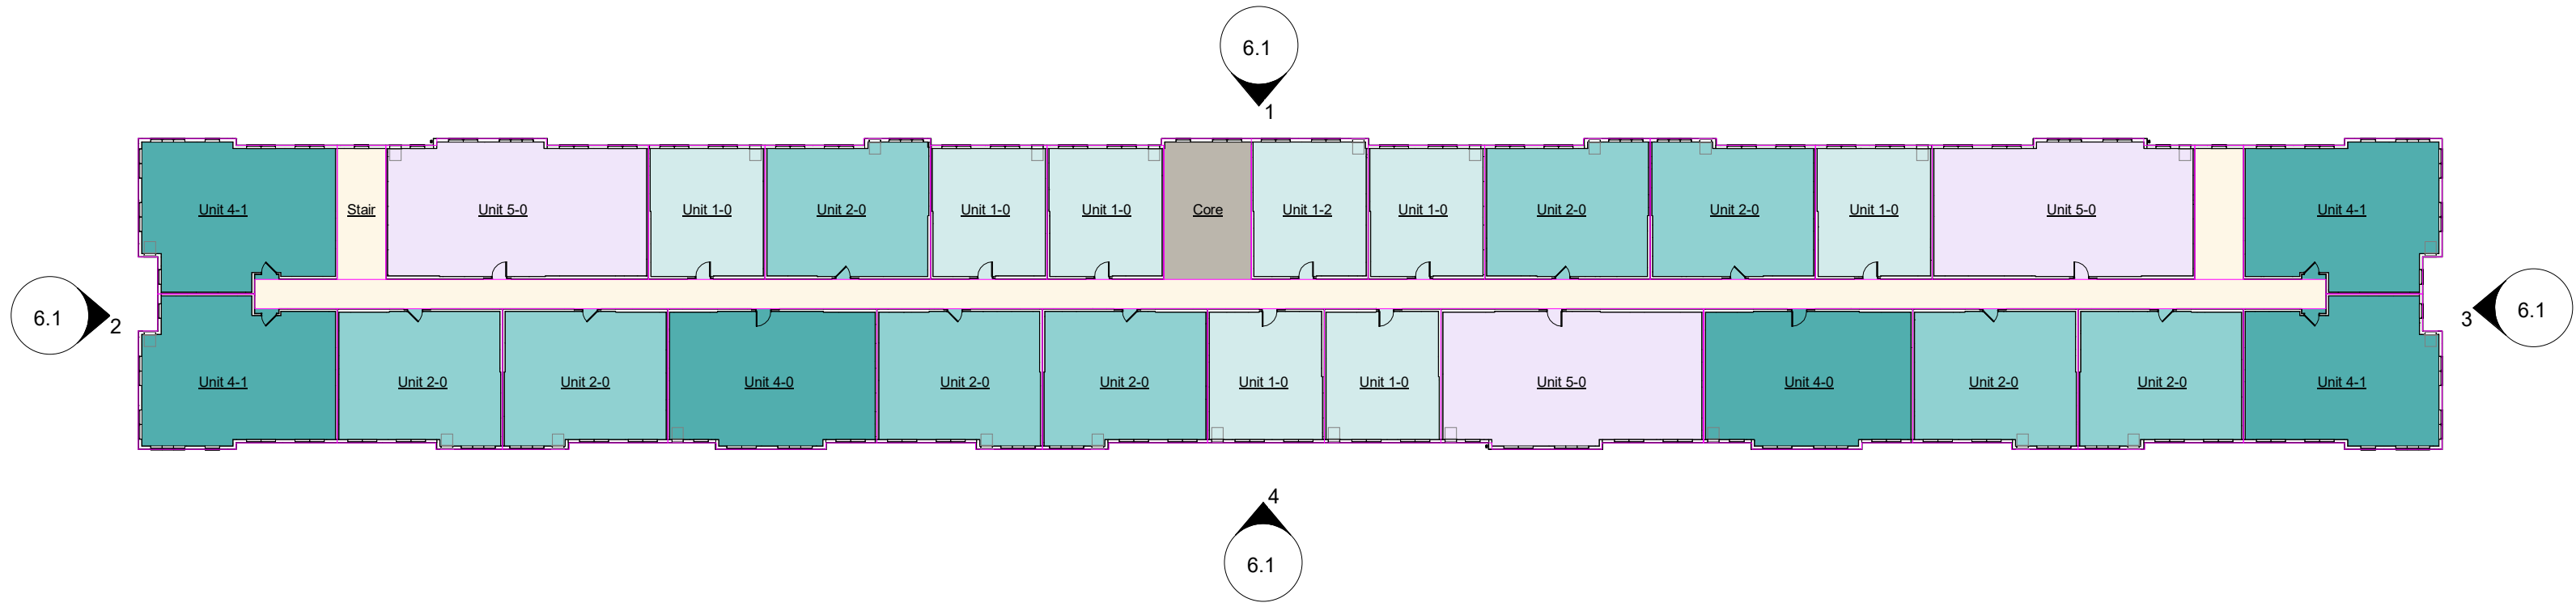 6.1
1
Unit 4-1
Stair
Unit 5-0
Unit 1-0
Unit 2-0
Unit 1-0
Unit 1-0
Core
Unit 1-2
Unit 1-0
Unit 2-0
Unit 2-0
Unit 1-0
Unit 5-0
Unit 4-1
6.1
2
3
6.1
Unit 4-1
Unit 2-0
Unit 2-0
Unit 4-0
Unit 2-0
Unit 2-0
Unit 1-0
Unit 1-0
Unit 5-0
Unit 4-0
Unit 2-0
Unit 2-0
Unit 4-1
4
6.1